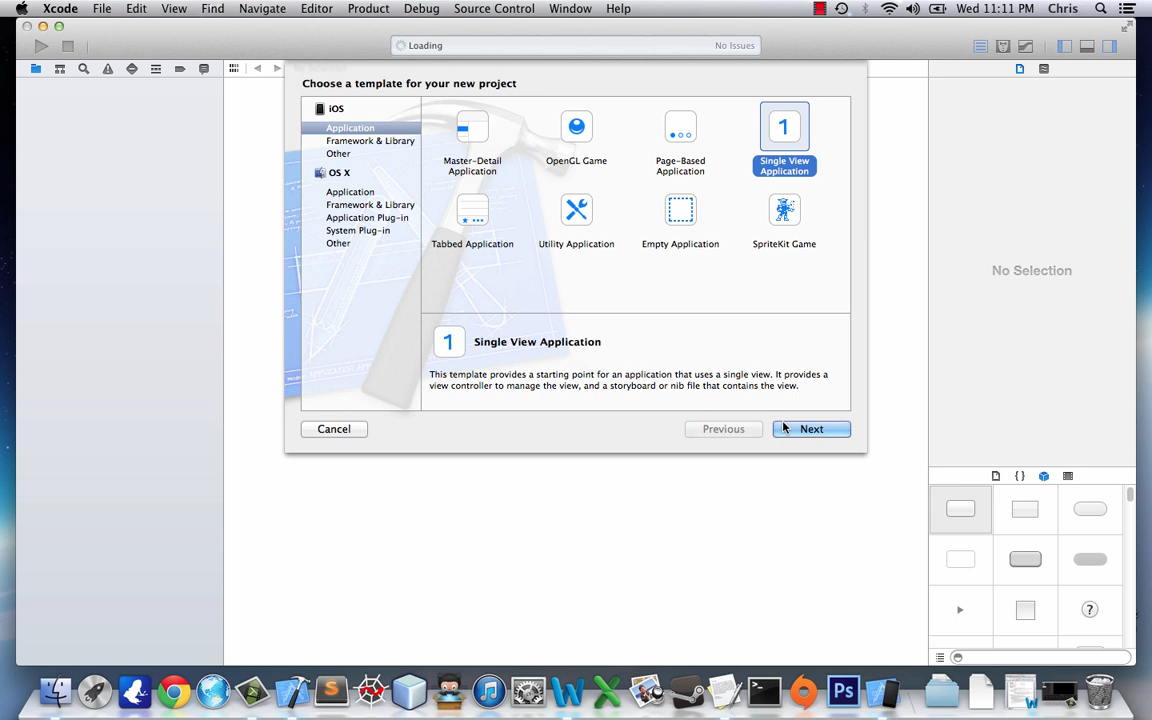 Xcode File Edit View Find Navigate Editor Product Debug Source Control Window Help Wed 11:11 PM Chris
Loading No Issues
Choose a template for your new project
iOS
Application
Framework & Library
Other
OS X
Application
Framework & Library
Application Plug-in
System Plug-in
Other
Master-Detail
Application
OpenGL Game
Page-Based
Application
1
Single View
Application
Tabbed Application
Utility Application
Empty Application
SpriteKit Game
1 Single View Application
This template provides a starting point for an application that uses a single view. It provides a
view controller to manage the view, and a storyboard or nib file that contains the view.
Cancel Previous Next
No Selection
{ }
?
S W X Ps
W